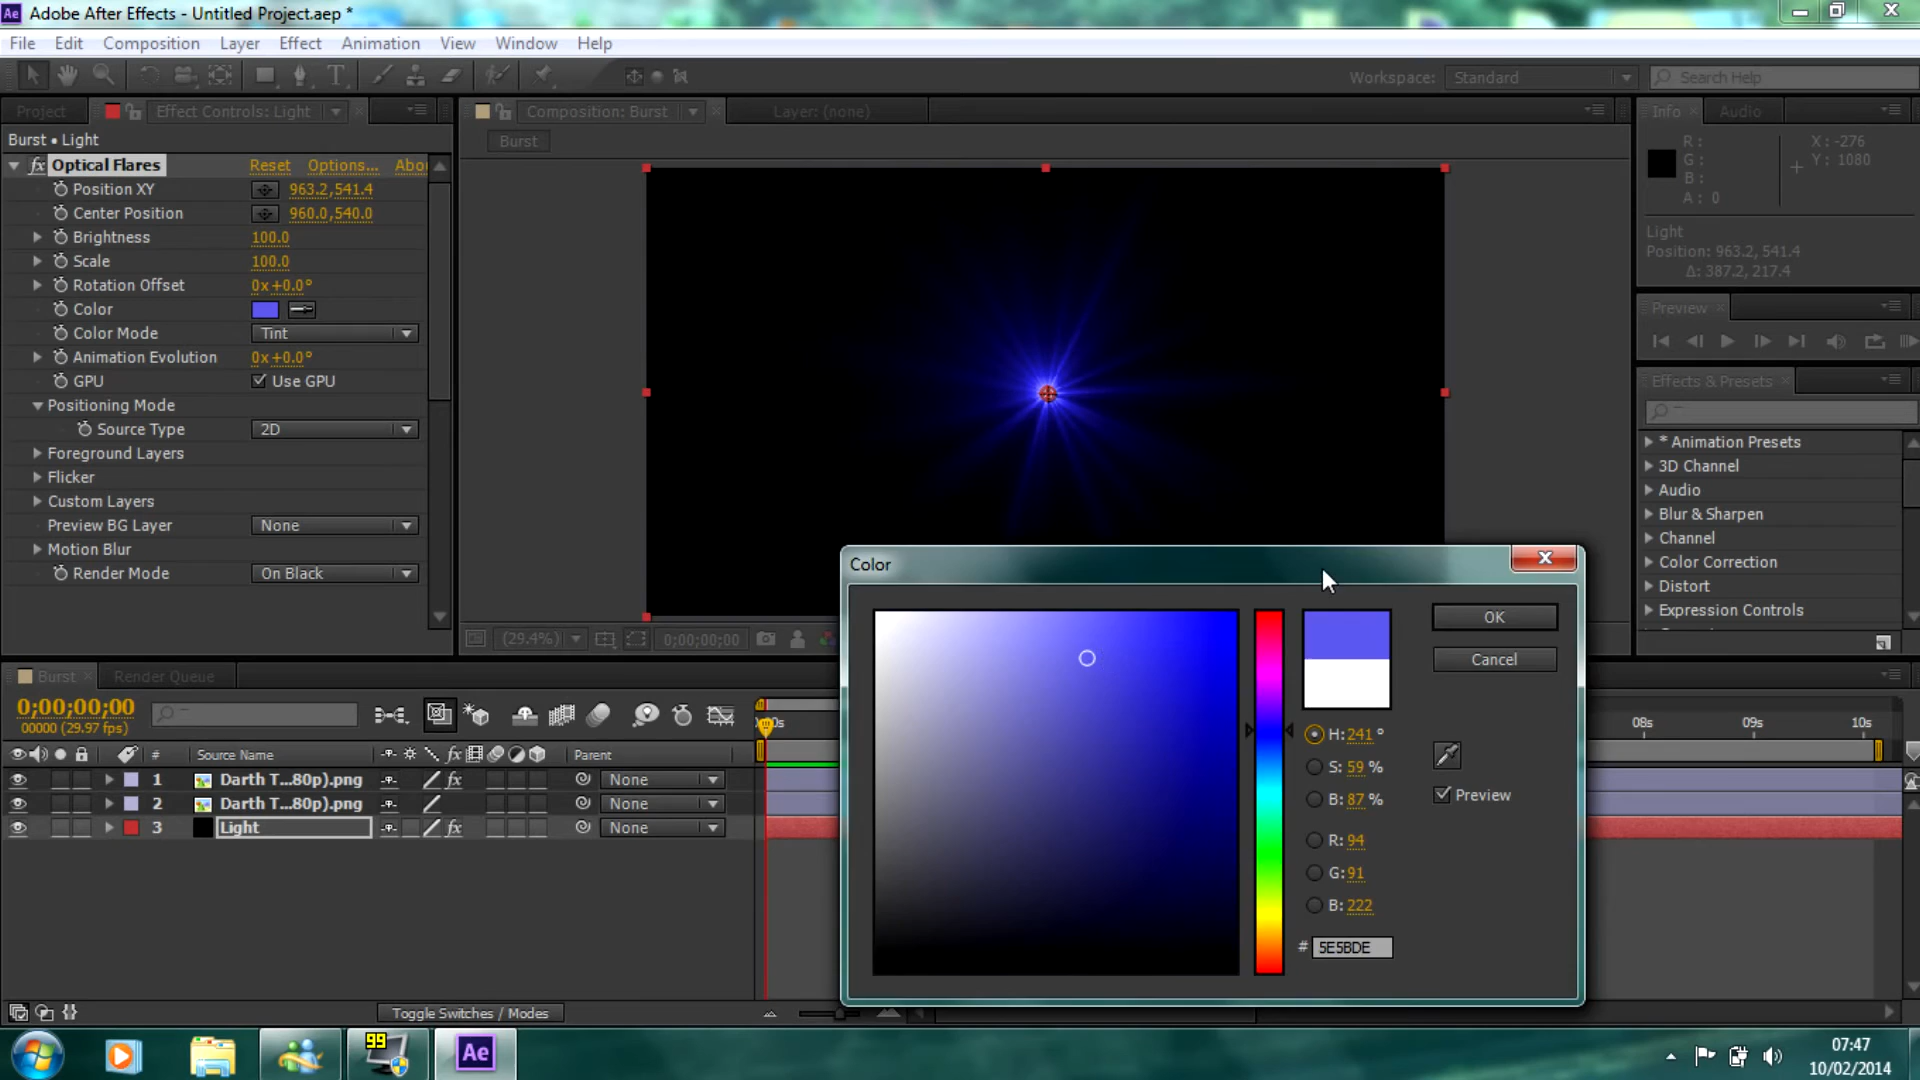 Ae Adobe After Effects - Untitled Project.aep *
File Edit Composition Layer Effect Animation View Window Help
Workspace: Standard Search Help
Project Effect Controls: Light Composition: Burst Layer: (none) Info Audio
Burst • Light
Burst
fx Optical Flares Reset Options... Abou
Position XY 963.2,541.4
Center Position 960.0,540.0
Brightness 100.0
Scale 100.0
Rotation Offset 0x+0.0°
Color
Color Mode Tint
Animation Evolution 0x+0.0°
GPU Use GPU
Positioning Mode
Source Type 2D
Foreground Layers
Flicker
Custom Layers
Preview BG Layer None
Motion Blur
Render Mode On Black
R :
G :
B :
A : 0
X : -276
Y : 1080
Light
Position: 963.2, 541.4
Δ: 387.2, 217.4
Preview
Effects & Presets
* Animation Presets
3D Channel
Audio
Blur & Sharpen
Channel
Color Correction
Distort
Expression Controls
(29.4%) 0;00;00;00
Color
OK
Cancel
H: 241 °
S: 59 %
B: 87 %
Preview
R: 94
G: 91
B: 222
# 5E5BDE
Burst Render Queue
0;00;00;00
00000 (29.97 fps)
08s 09s 10s
# Source Name fx Parent
1 Darth T...80p).png fx None
2 Darth T...80p).png None
3 Light fx None
Toggle Switches / Modes
99 Ae
07:47
10/02/2014